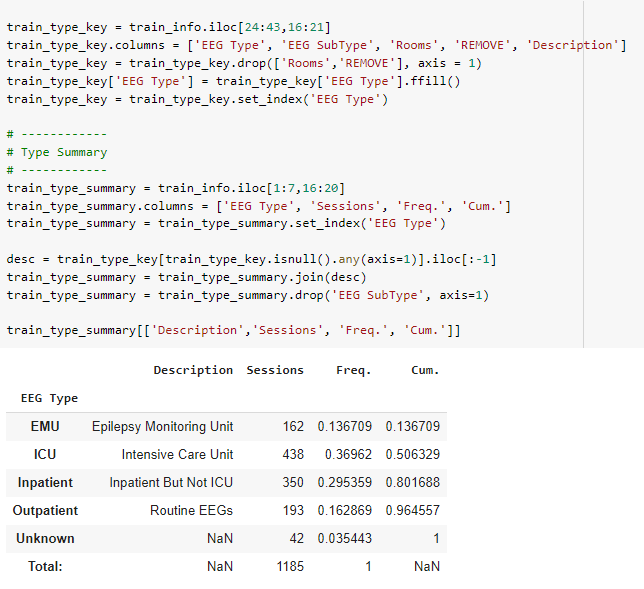 train_type_key = train_info.iloc[24:43,16:21]
train_type_key.columns = ['EEG Type', 'EEG SubType', 'Rooms', 'REMOVE', 'Description']
train_type_key = train_type_key.drop(['Rooms','REMOVE'], axis = 1)
train_type_key['EEG Type'] = train_type_key['EEG Type'].ffill()
train_type_key = train_type_key.set_index('EEG Type')
# ------------
# Type Summary
# ------------
train_type_summary = train_info.iloc[1:7,16:20]
train_type_summary.columns = ['EEG Type', 'Sessions', 'Freq.', 'Cum.']
train_type_summary = train_type_summary.set_index('EEG Type')
desc = train_type_key[train_type_key.isnull().any(axis=1)].iloc[:-1]
train_type_summary = train_type_summary.join(desc)
train_type_summary = train_type_summary.drop('EEG SubType', axis=1)
train_type_summary[['Description','Sessions', 'Freq.', 'Cum.']]
Description Sessions Freq. Cum.
EEG Type
EMU Epilepsy Monitoring Unit 162 0.136709 0.136709
ICU Intensive Care Unit 438 0.36962 0.506329
Inpatient Inpatient But Not ICU 350 0.295359 0.801688
Outpatient Routine EEGs 193 0.162869 0.964557
Unknown NaN 42 0.035443 1
Total: NaN 1185 1 NaN